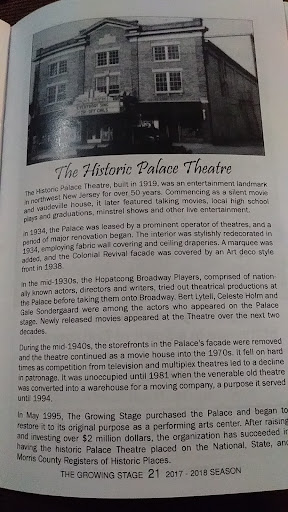 The Historic Palace Theatre
The Historic Palace Theatre, built in 1919, was an entertainment landmark
in northwest New Jersey for over 50 years. Commencing as a silent movie
and vaudeville house, it later featured talking movies, local high school
plays and graduations, minstrel shows and other live entertainment.
In 1934, the Palace was leased by a prominent operator of theatres, and a
period of major renovation began. The interior was stylishly redecorated in
1934, employing fabric wall covering and ceiling draperies. A marquee was
added, and the Colonial Revival facade was covered by an Art deco style
front in 1938.
In the mid-1930s, the Hopatcong Broadway Players, comprised of nation-
ally known actors, directors and writers, tried out theatrical productions at
the Palace before taking them onto Broadway. Bert Lytell, Celeste Holm and
Gale Sondergaard were among the actors who appeared on the Palace
stage. Newly released movies appeared at the Theatre over the next two
decades.
During the mid-1940s, the storefronts in the Palace's facade were removed
and the theatre continued as a movie house into the 1970s. It fell on hard
times as competition from television and multiplex theatres led to a decline
in patronage. It was unoccupied until 1981 when the venerable old theatre
was converted into a warehouse for a moving company, a purpose it served
until 1994.
In May 1995, The Growing Stage purchased the Palace and began to
restore it to its original purpose as a performing arts center. After raising
and investing over $2 million dollars, the organization has succeeded in
having the historic Palace Theatre placed on the National, State, and
Morris County Registers of Historic Places.
THE GROWING STAGE 21 2017 - 2018 SEASON